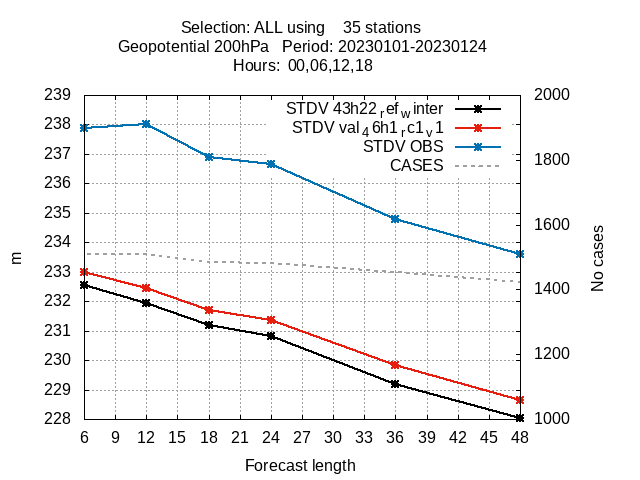 Selection: ALL using    35 stations
Geopotential 200hPa   Period: 20230101-20230124
Hours:  00,06,12,18
239
238
237
236
235
234
233
232
231
230
229
228
m
2000
1800
1600
1400
1200
1000
No cases
STDV 43h22_ref_winter
STDV val_46h1_rc1_v1
STDV OBS
CASES
6 9 12 15 18 21 24 27 30 33 36 39 42 45 48
Forecast length